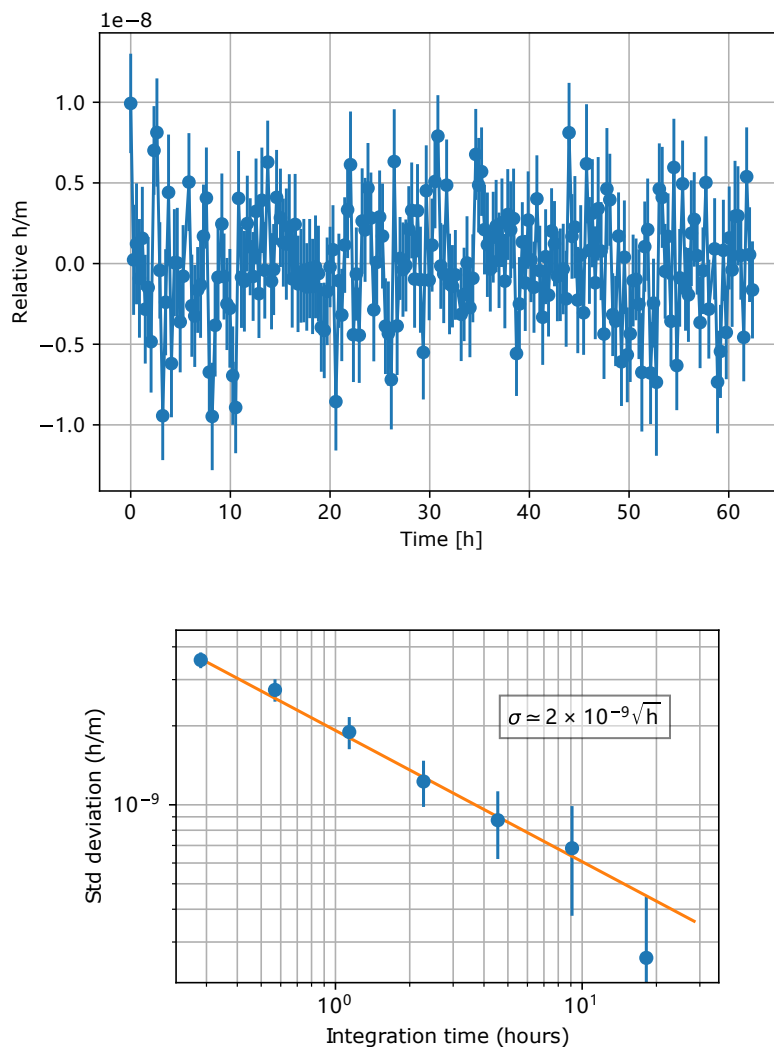 1e−8
1.0
0.5
0.0
−0.5
−1.0
Relative h/m
0 10 20 30 40 50 60
Time [h]
σ ≃ 2 × 10⁻⁹√h
10⁻⁹
Std deviation (h/m)
10⁰ 10¹
Integration time (hours)